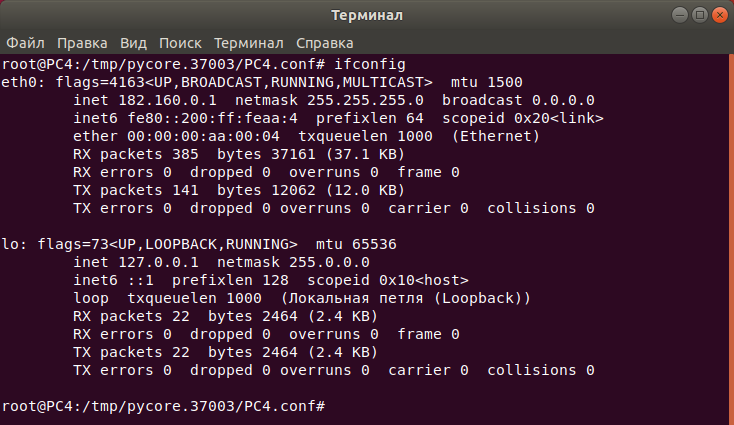 Терминал
Файл Правка Вид Поиск Терминал Справка
root@PC4:/tmp/pycore.37003/PC4.conf# ifconfig
eth0: flags=4163<UP,BROADCAST,RUNNING,MULTICAST>  mtu 1500
        inet 182.160.0.1  netmask 255.255.255.0  broadcast 0.0.0.0
        inet6 fe80::200:ff:feaa:4  prefixlen 64  scopeid 0x20<link>
        ether 00:00:00:aa:00:04  txqueuelen 1000  (Ethernet)
        RX packets 385  bytes 37161 (37.1 KB)
        RX errors 0  dropped 0  overruns 0  frame 0
        TX packets 141  bytes 12062 (12.0 KB)
        TX errors 0  dropped 0 overruns 0  carrier 0  collisions 0

lo: flags=73<UP,LOOPBACK,RUNNING>  mtu 65536
        inet 127.0.0.1  netmask 255.0.0.0
        inet6 ::1  prefixlen 128  scopeid 0x10<host>
        loop  txqueuelen 1000  (Локальная петля (Loopback))
        RX packets 22  bytes 2464 (2.4 KB)
        RX errors 0  dropped 0  overruns 0  frame 0
        TX packets 22  bytes 2464 (2.4 KB)
        TX errors 0  dropped 0 overruns 0  carrier 0  collisions 0

root@PC4:/tmp/pycore.37003/PC4.conf#